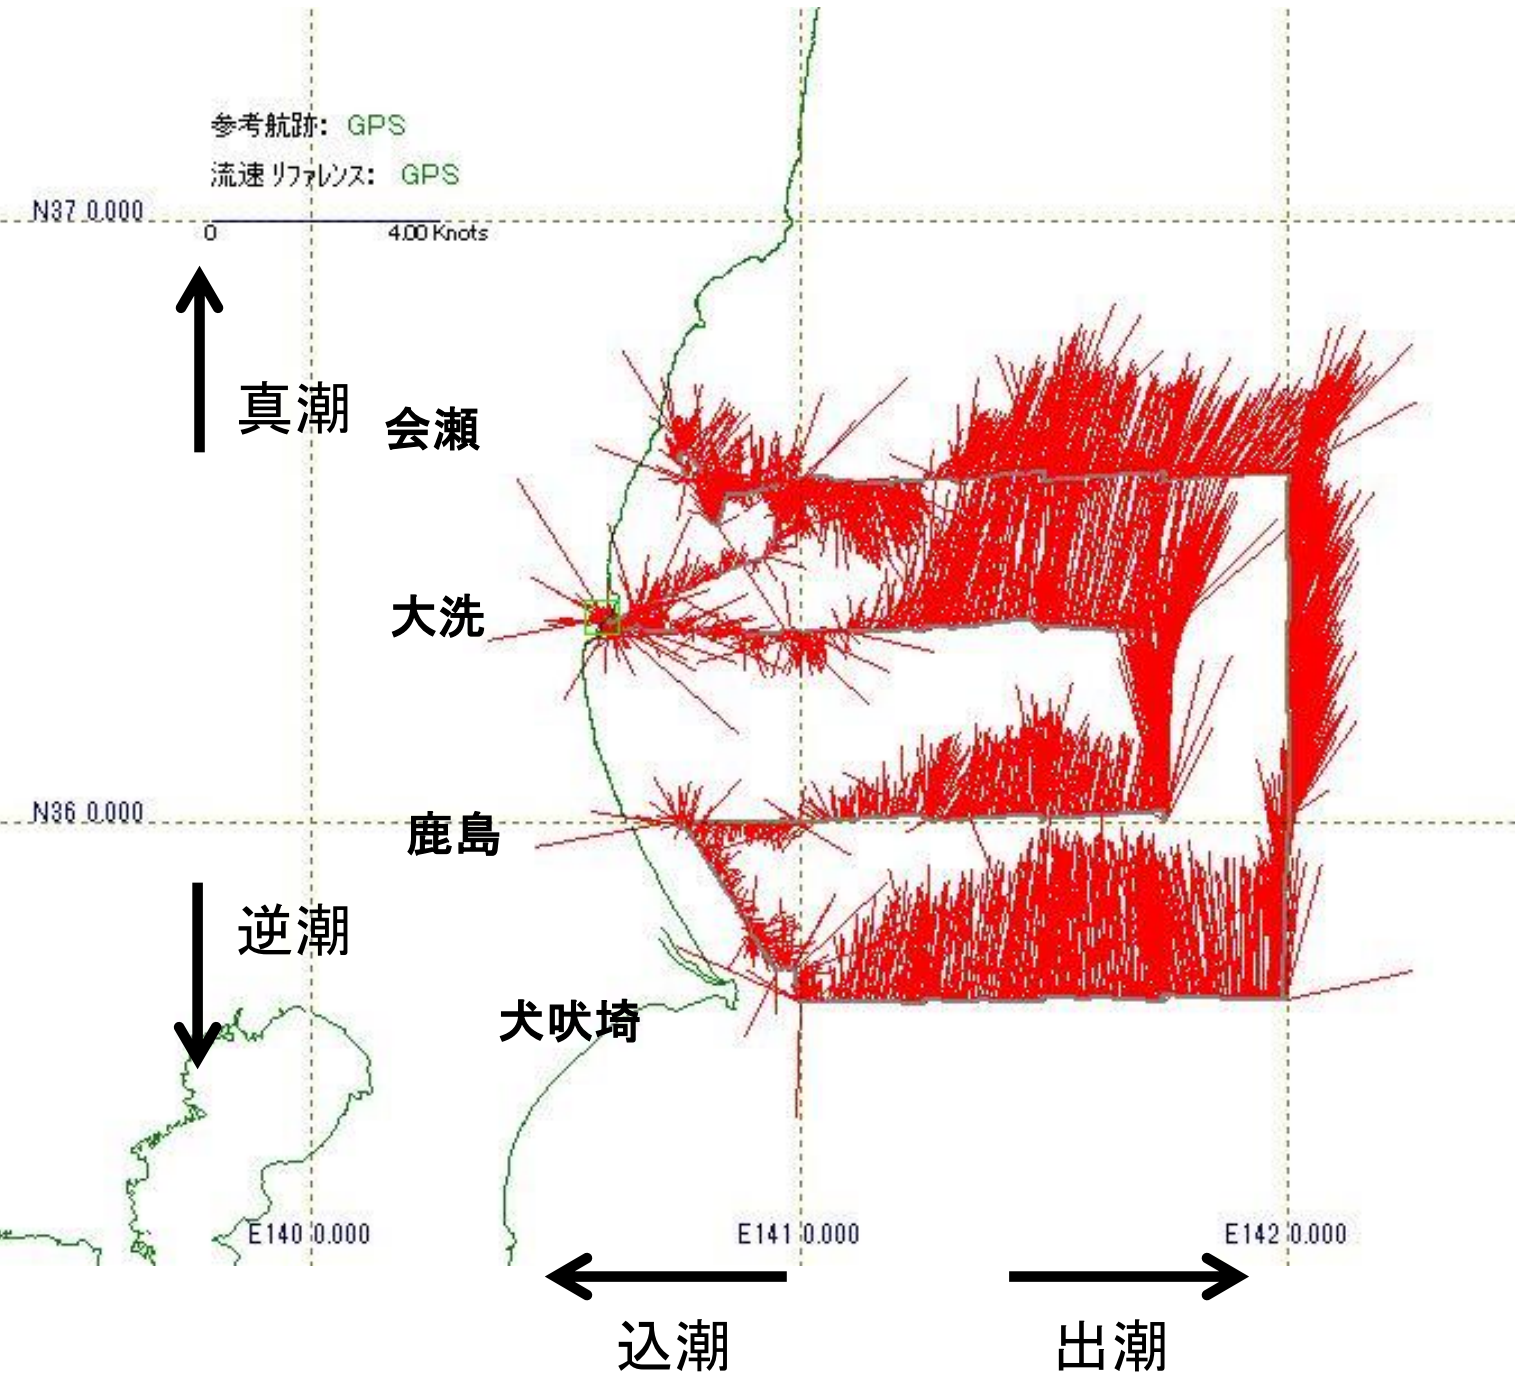 参考航跡: GPS
流速リファレンス: GPS
N37 0.000
0 4.00 Knots
真潮
会瀬
大洗
N36 0.000
鹿島
逆潮
犬吠埼
E140 0.000
E141 0.000
E142 0.000
込潮
出潮